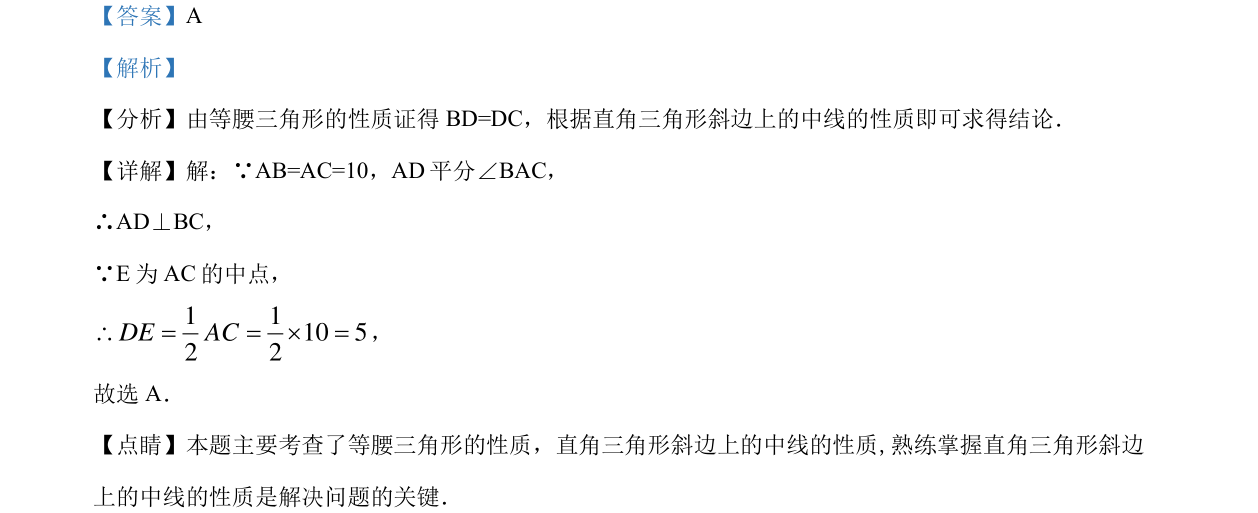 【答案】A
【解析】
【分析】由等腰三角形的性质证得 BD=DC，根据直角三角形斜边上的中线的性质即可求得结论．
【详解】解：∵AB=AC=10，AD 平分∠BAC，
∴AD⊥BC，
∵E 为 AC 的中点，
∴ DE = 1/2 AC = 1/2 × 10 = 5，
故选 A．
【点睛】本题主要考查了等腰三角形的性质，直角三角形斜边上的中线的性质,熟练掌握直角三角形斜边
上的中线的性质是解决问题的关键．